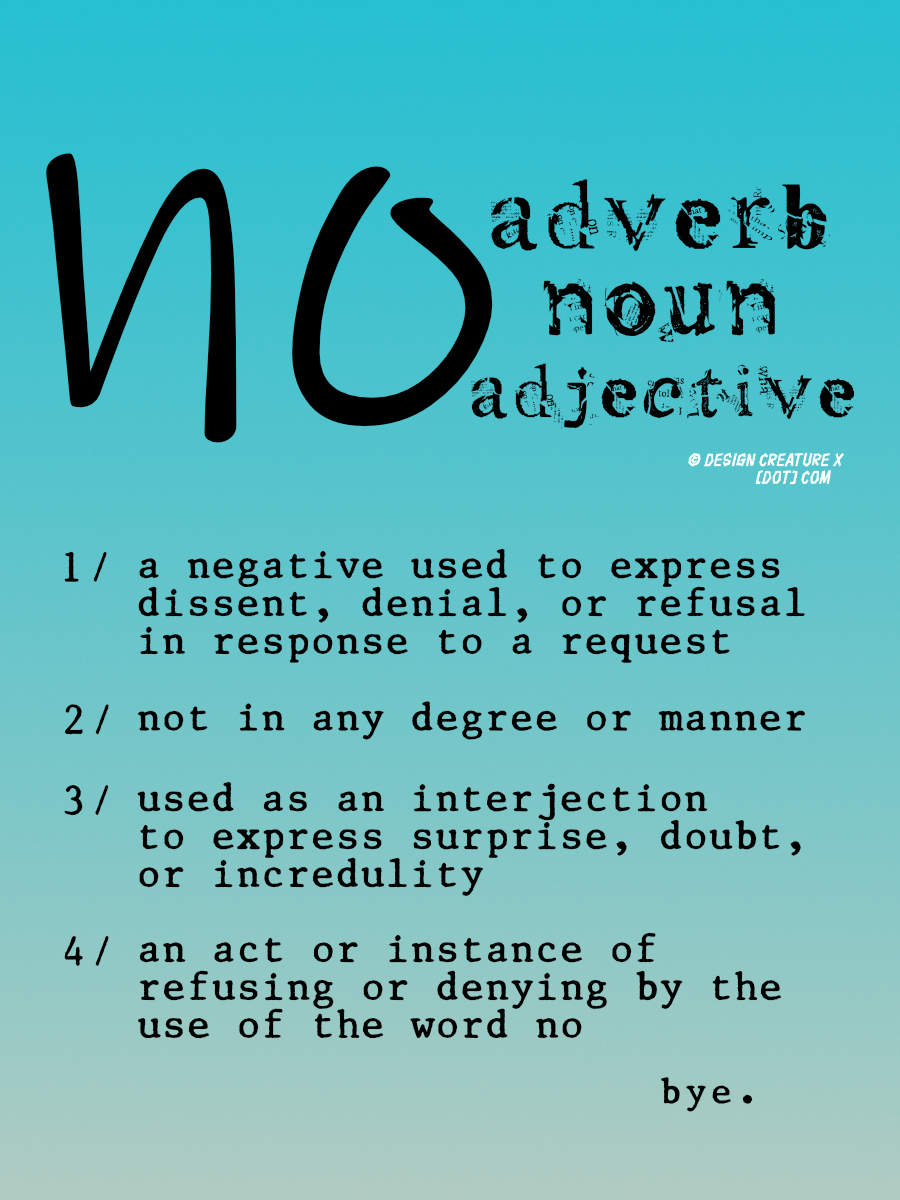 no
adverb
noun
adjective
© DESIGN CREATURE X
[DOT] COM
1/ a negative used to express
dissent, denial, or refusal
in response to a request
2/ not in any degree or manner
3/ used as an interjection
to express surprise, doubt,
or incredulity
4/ an act or instance of
refusing or denying by the
use of the word no
bye.